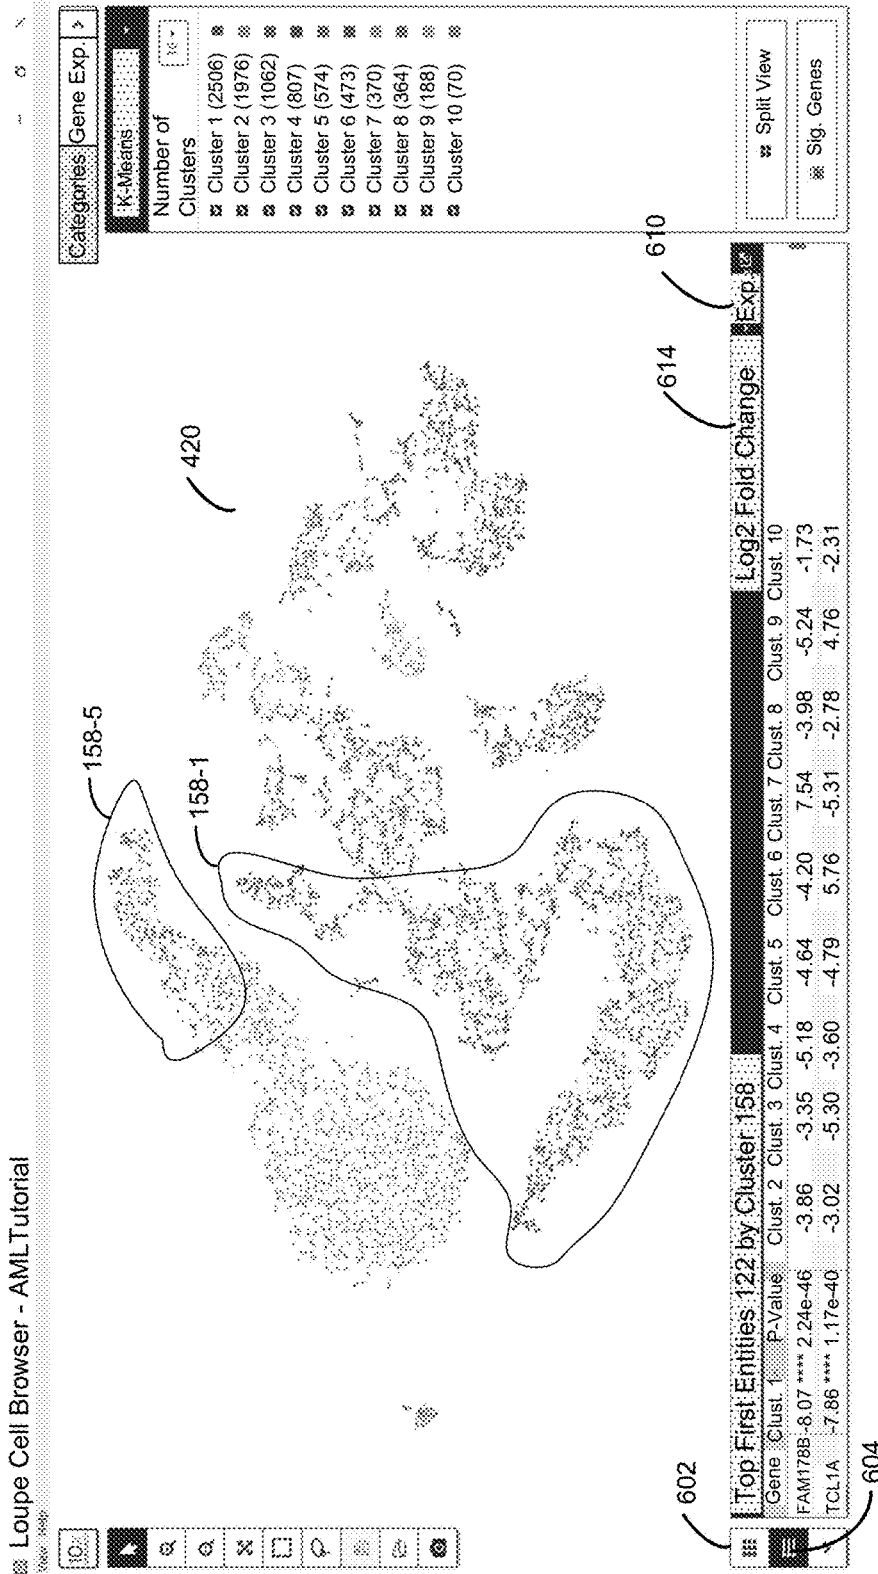 Loupe Cell Browser - AMLTutorial
View Help
10x
Categories Gene Exp.
K-Means
Number of
Clusters
10
Cluster 1 (2506)
Cluster 2 (1976)
Cluster 3 (1062)
Cluster 4 (807)
Cluster 5 (574)
Cluster 6 (473)
Cluster 7 (370)
Cluster 8 (364)
Cluster 9 (188)
Cluster 10 (70)
Split View
Sig. Genes
158-5
158-1
420
602
604
614
610
Top First Entities 122 by Cluster 158 Log2 Fold Change Exp.
Gene Clust. 1 P-Value Clust. 2 Clust. 3 Clust. 4 Clust. 5 Clust. 6 Clust. 7 Clust. 8 Clust. 9 Clust. 10
FAM178B -8.07 **** 2.24e-46 -3.86 -3.35 -5.18 -4.64 -4.20 7.54 -3.98 -5.24 -1.73
TCL1A -7.86 **** 1.17e-40 -3.02 -5.30 -3.60 -4.79 5.76 -5.31 -2.78 4.76 -2.31